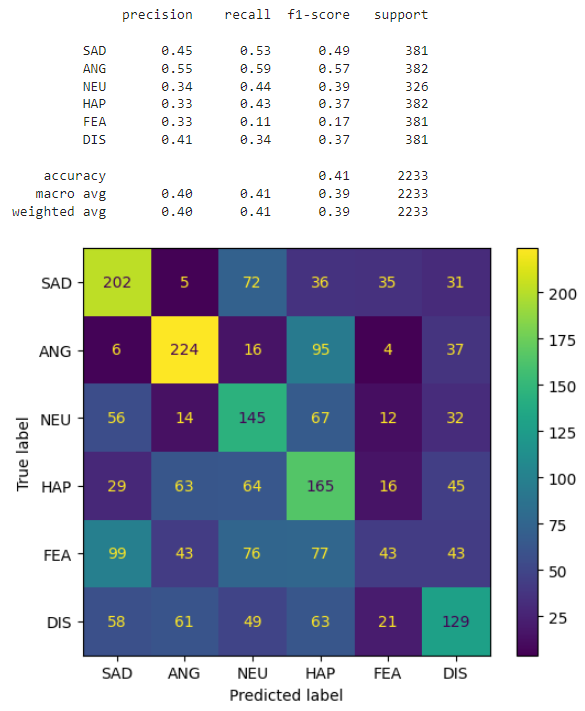 precision recall f1-score support
SAD 0.45 0.53 0.49 381
ANG 0.55 0.59 0.57 382
NEU 0.34 0.44 0.39 326
HAP 0.33 0.43 0.37 382
FEA 0.33 0.11 0.17 381
DIS 0.41 0.34 0.37 381
accuracy 0.41 2233
macro avg 0.40 0.41 0.39 2233
weighted avg 0.40 0.41 0.39 2233
SAD 202 5 72 36 35 31
ANG 6 224 16 95 4 37
NEU 56 14 145 67 12 32
HAP 29 63 64 165 16 45
FEA 99 43 76 77 43 43
DIS 58 61 49 63 21 129
SAD ANG NEU HAP FEA DIS
Predicted label
True label
200
175
150
125
100
75
50
25